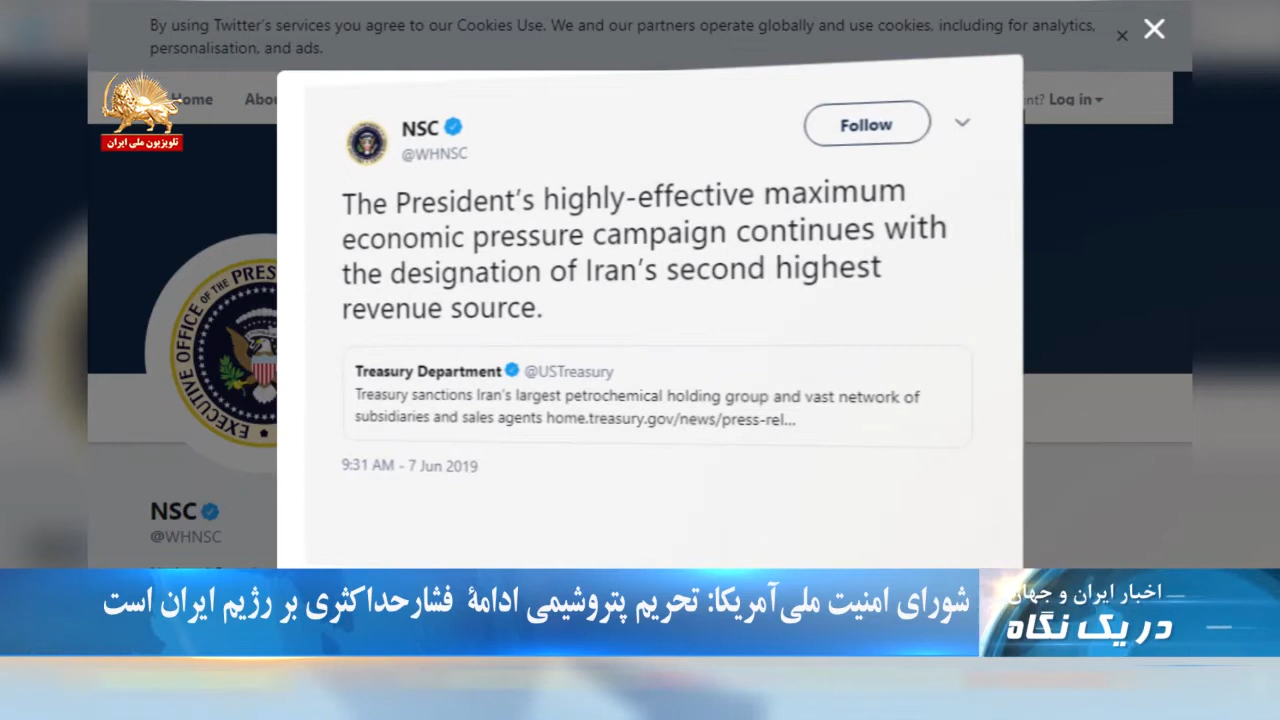 By using Twitter's services you agree to our Cookies Use. We and our partners operate globally and use cookies, including for analytics,
personalisation, and ads.
Home
Log in
تلویزیون ملی ایران
NSC
@WHNSC
Follow
The President's highly-effective maximum
economic pressure campaign continues with
the designation of Iran's second highest
revenue source.
Treasury Department @USTreasury
Treasury sanctions Iran's largest petrochemical holding group and vast network of
subsidiaries and sales agents home.treasury.gov/news/press-rel...
9:31 AM - 7 Jun 2019
EXECUTIVE OFFICE OF THE
NSC
@WHNSC
شورای امنیت ملی‌آمریکا: تحریم پتروشیمی ادامهٔ فشارحداکثری بر رژیم ایران است
اخبار ایران و جهان
در یک نگاه